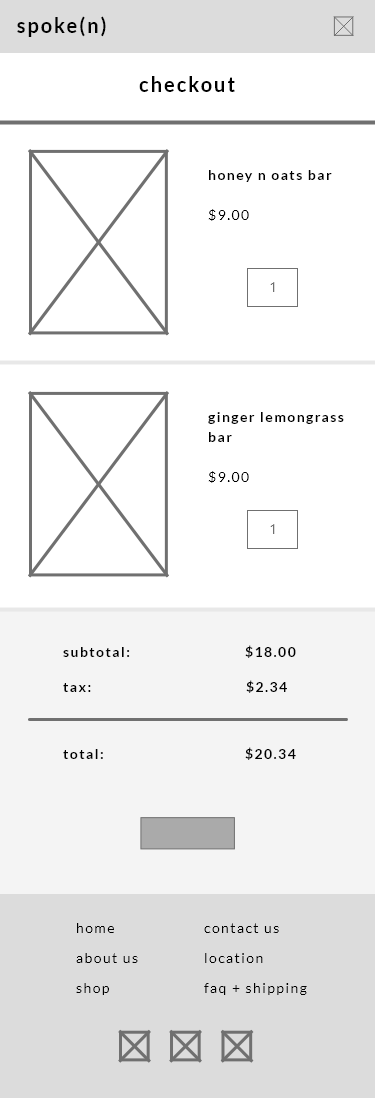 spoke(n)
checkout
honey n oats bar
$9.00
1
ginger lemongrass
bar
$9.00
1
subtotal: $18.00
tax: $2.34
total: $20.34
home contact us
about us location
shop faq + shipping